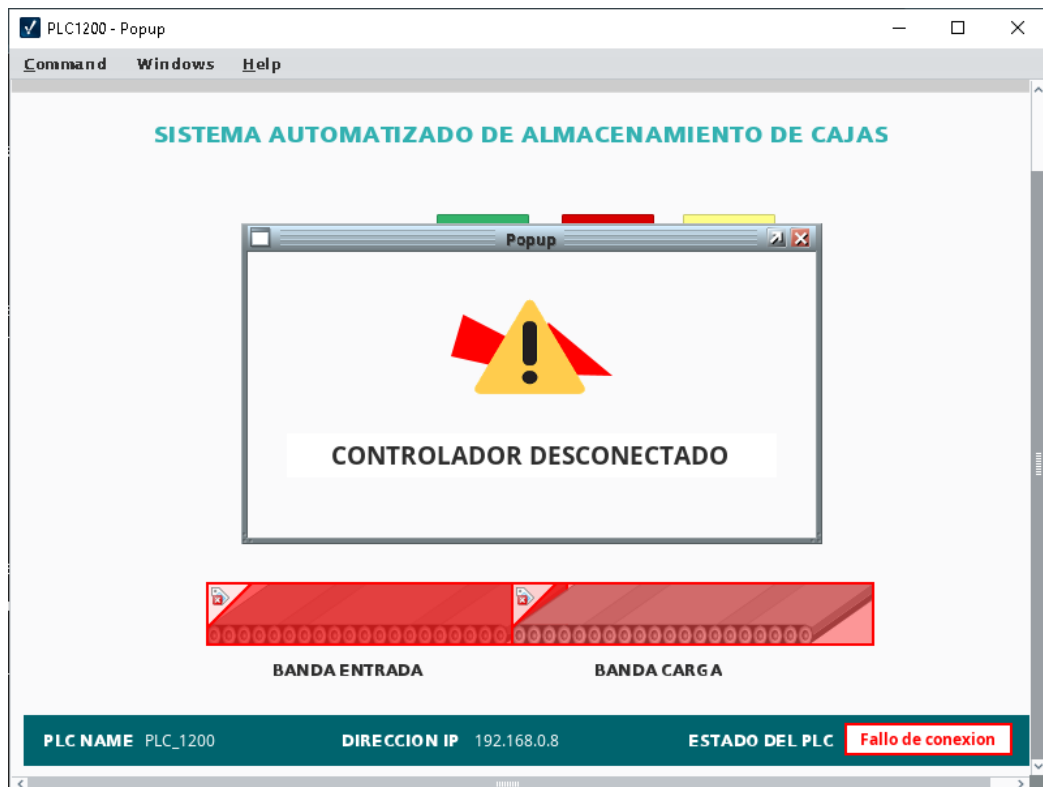 PLC1200 - Popup
Command Windows Help
SISTEMA AUTOMATIZADO DE ALMACENAMIENTO DE CAJAS
Popup
CONTROLADOR DESCONECTADO
BANDA ENTRADA BANDA CARGA
PLC NAME PLC_1200 DIRECCION IP 192.168.0.8 ESTADO DEL PLC Fallo de conexion